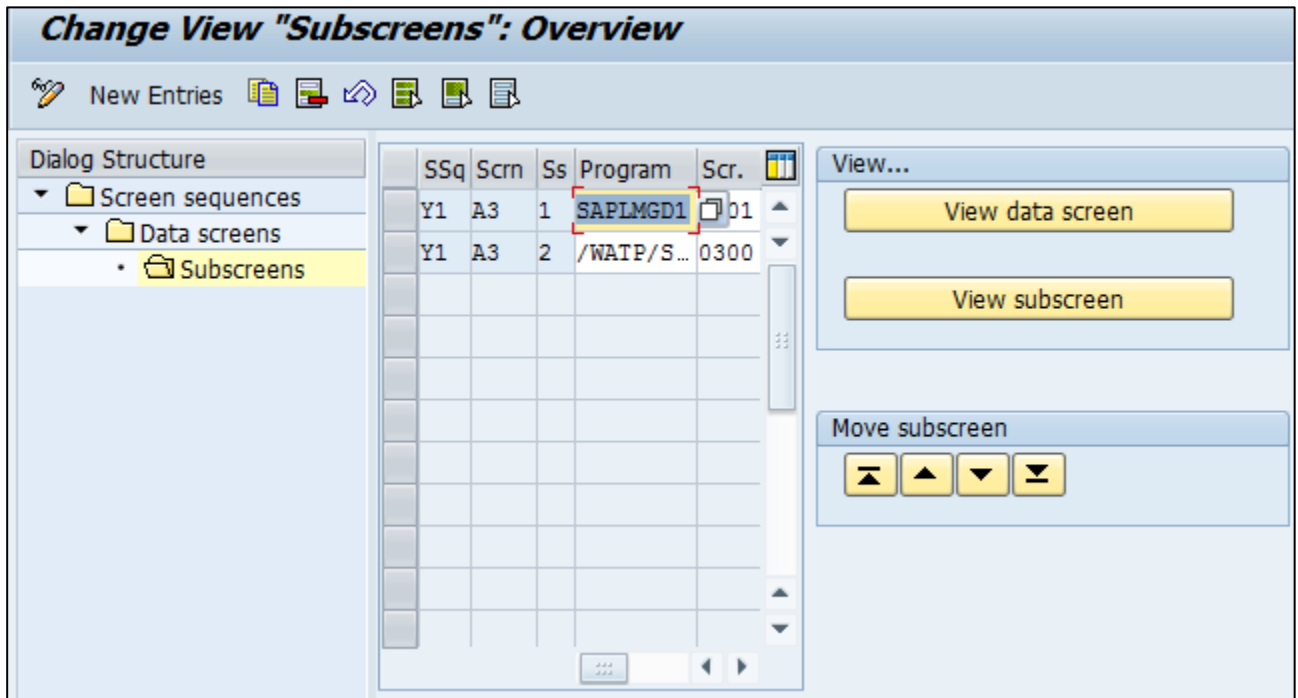 Change View "Subscreens": Overview
New Entries
Dialog Structure
Screen sequences
Data screens
Subscreens
SSq Scrn Ss Program Scr.
Y1 A3 1 SAPLMGD1 01
Y1 A3 2 /WATP/S… 0300
View...
View data screen
View subscreen
Move subscreen